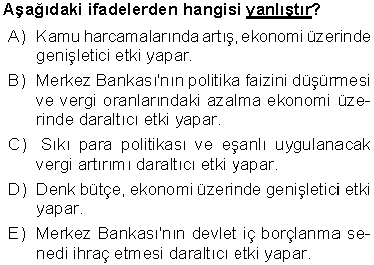 Aşağıdaki ifadelerden hangisi yanlıştır?
A) Kamu harcamalarında artış, ekonomi üzerinde
genişletici etki yapar.
B) Merkez Bankası'nın politika faizini düşürmesi
ve vergi oranlarındaki azalma ekonomi üze-
rinde daraltıcı etki yapar.
C) Sıkı para politikası ve eşanlı uygulanacak
vergi artırımı daraltıcı etki yapar.
D) Denk bütçe, ekonomi üzerinde genişletici etki
yapar.
E) Merkez Bankası'nın devlet iç borçlanma se-
nedi ihraç etmesi daraltıcı etki yapar.